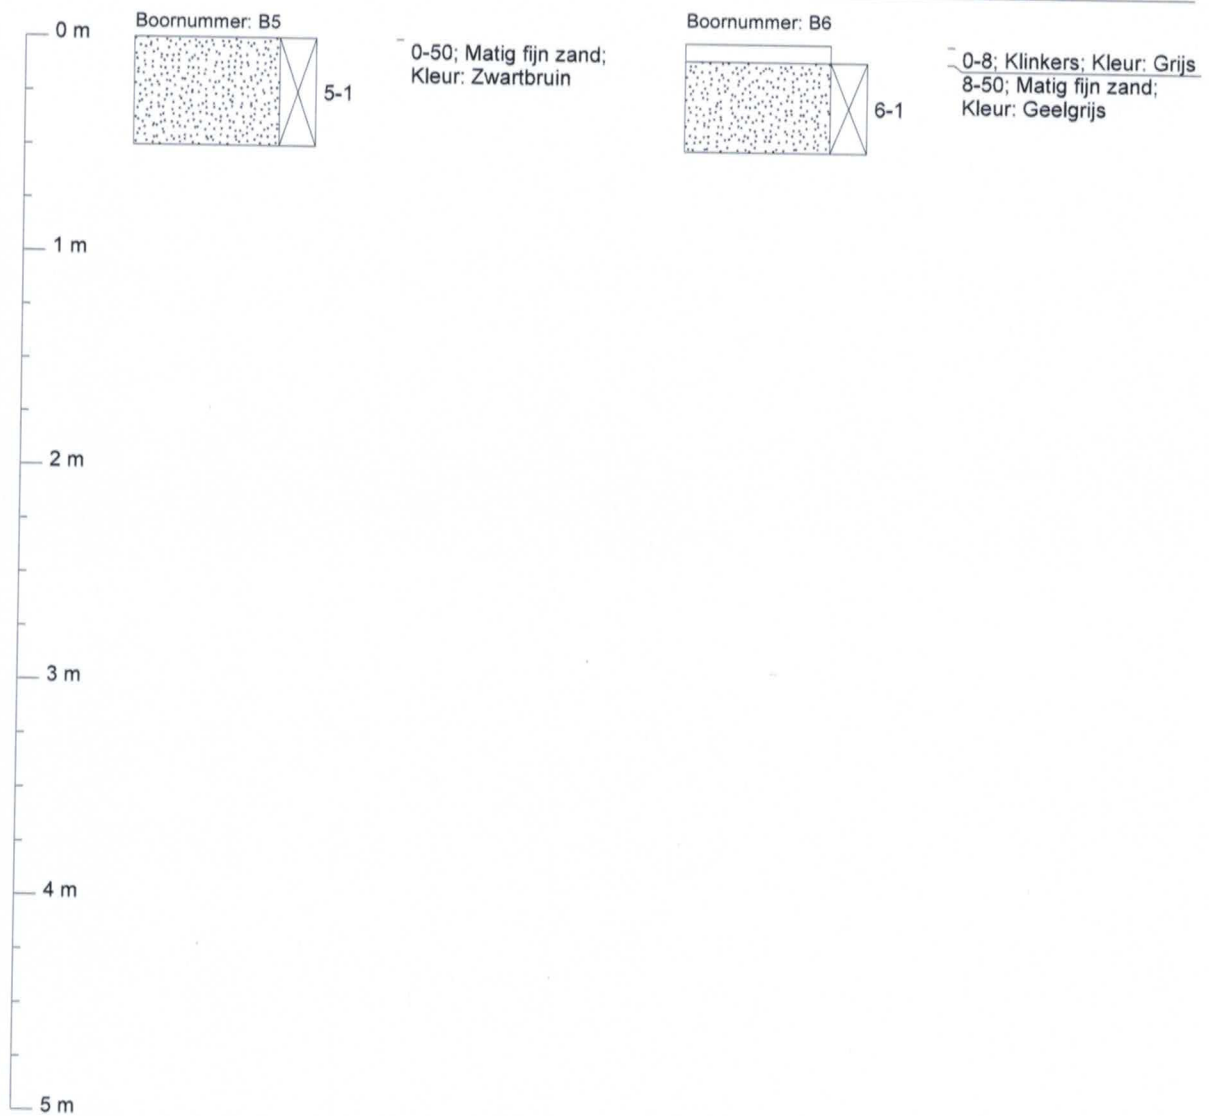 0 m
Boornummer: B5
5-1
0-50; Matig fijn zand;
Kleur: Zwartbruin
Boornummer: B6
6-1
0-8; Klinkers; Kleur: Grijs
8-50; Matig fijn zand;
Kleur: Geelgrijs
1 m
2 m
3 m
4 m
5 m